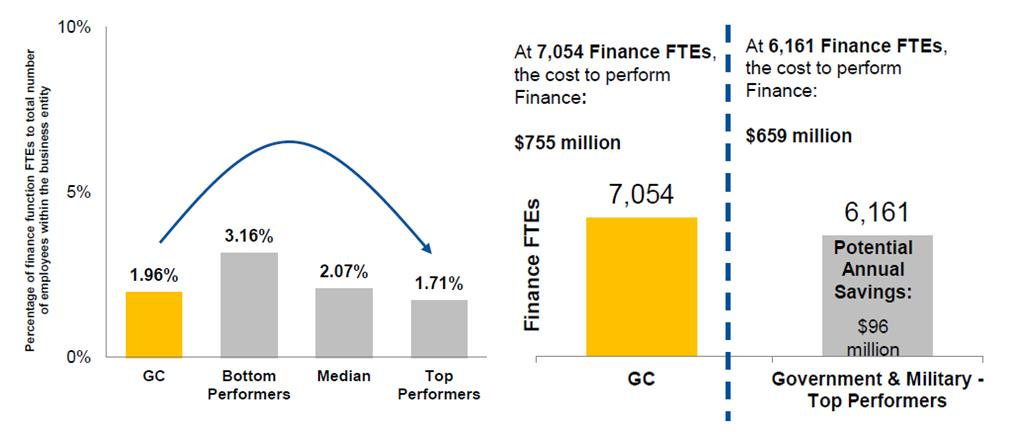 Percentage of finance function FTEs to total number
of employees within the business entity
10%
5%
0%
1.96%
3.16%
2.07%
1.71%
GC
Bottom
Performers
Median
Top
Performers
At 7,054 Finance FTEs,
the cost to perform
Finance:
$755 million
At 6,161 Finance FTEs,
the cost to perform
Finance:
$659 million
Finance FTEs
7,054
6,161
Potential
Annual
Savings:
$96
million
GC
Government & Military -
Top Performers